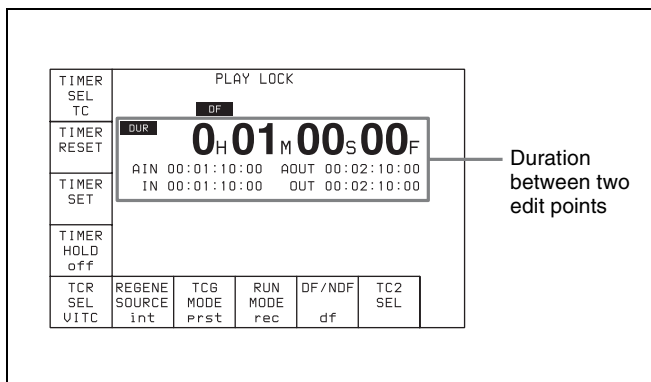 PLAY LOCK
TIMER
SEL
TC
DF
TIMER
RESET
DUR
0H01M00S00F
AIN 00:01:10:00 AOUT 00:02:10:00
IN 00:01:10:00 OUT 00:02:10:00
TIMER
SET
TIMER
HOLD
off
TCR
SEL
VITC
REGENE
SOURCE
int
TCG
MODE
prst
RUN
MODE
rec
DF/NDF
df
TC2
SEL
Duration
between two
edit points